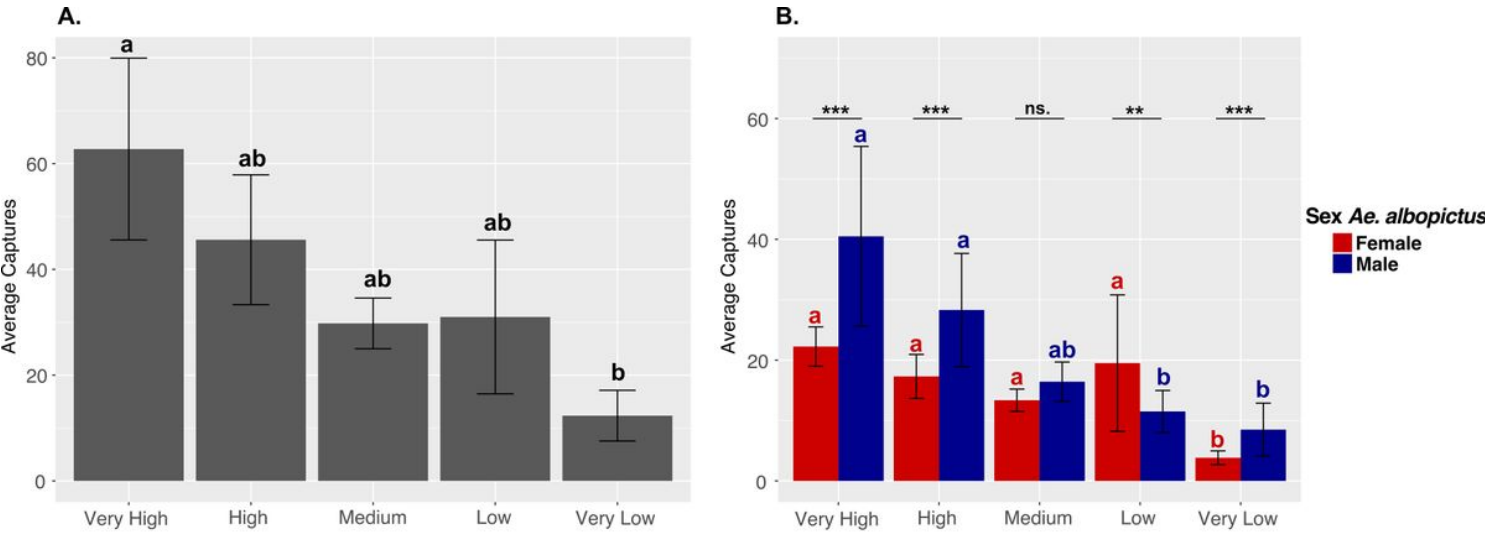 A.
Average Captures
80
60
40
20
0
a
ab
ab
ab
b
Very High
High
Medium
Low
Very Low
B.
Average Captures
60
40
20
0
***
***
ns.
**
***
a
a
a
a
a
ab
a
b
b
b
Very High
High
Medium
Low
Very Low
Sex Ae. albopictus
Female
Male